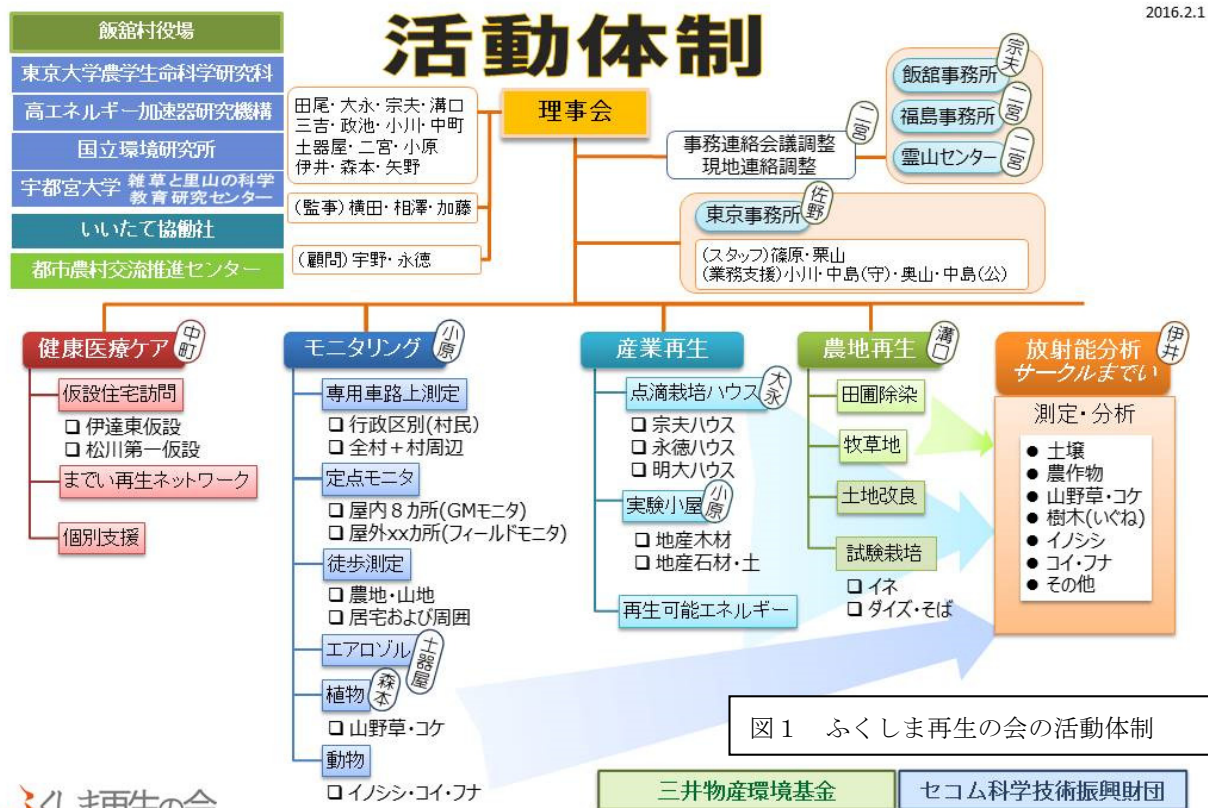 2016.2.1
活動体制
飯舘村役場
東京大学農学生命科学研究科
高エネルギー加速器研究機構
国立環境研究所
宇都宮大学 雑草と里山の科学
教育研究センター
いいたて協働社
都市農村交流推進センター
田尾・大永・宗夫・溝口
三吉・政池・小川・中町
土器屋・二宮・小原
伊井・森本・矢野
(監事)横田・相澤・加藤
(顧問)宇野・永徳
理事会
事務連絡会議調整
現地連絡調整
二宮
飯舘事務所
宗夫
福島事務所
二宮
霊山センター
二宮
東京事務所
佐野
(スタッフ)篠原・栗山
(業務支援)小川・中島(守)・奥山・中島(公)
健康医療ケア
中町
仮設住宅訪問
伊達東仮設
松川第一仮設
までい再生ネットワーク
個別支援
モニタリング
小原
専用車路上測定
行政区別(村民)
全村+村周辺
定点モニタ
屋内8カ所(GMモニタ)
屋外xxカ所(フィールドモニタ)
徒歩測定
農地・山地
居宅および周囲
エアロゾル
土器屋
植物
森本
山野草・コケ
動物
イノシシ・コイ・フナ
産業再生
点滴栽培ハウス
大永
宗夫ハウス
永徳ハウス
明大ハウス
実験小屋
小原
地産木材
地産石材・土
再生可能エネルギー
農地再生
溝口
田圃除染
牧草地
土地改良
試験栽培
イネ
ダイズ・そば
放射能分析
サークルまでい
伊井
測定・分析
● 土壌
● 農作物
● 山野草・コケ
● 樹木(いぐね)
● イノシシ
● コイ・フナ
● その他
図1 ふくしま再生の会の活動体制
三井物産環境基金
セコム科学技術振興財団
ふくしま再生の会